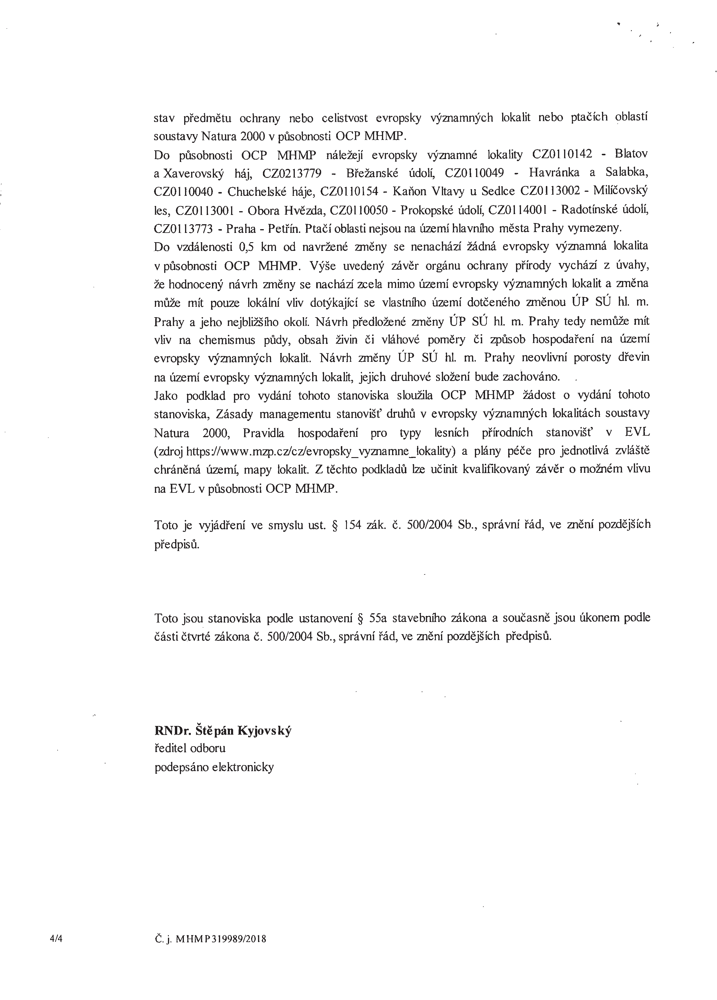 stav předmětu ochrany nebo celistvost evropsky významných lokalit nebo ptačích oblastí
soustavy Natura 2000 v působnosti OCP MHMP.
Do působnosti OCP MHMP náležejí evropsky významné lokality CZ0110142 - Blatov
a Xaverovský háj, CZ0213779 - Břežanské údolí, CZ0110049 - Havránka a Salabka,
CZ0110040 - Chuchelské háje, CZ0110154 - Kaňon Vltavy u Sedlce CZ0113002 - Milíčovský
les, CZ0113001 - Obora Hvězda, CZ0110050 - Prokopské údolí, CZ0114001 - Radotínské údolí,
CZ0113773 - Praha - Petřín. Ptačí oblasti nejsou na území hlavního města Prahy vymezeny.
Do vzdálenosti 0,5 km od navržené změny se nenachází žádná evropsky významná lokalita
v působnosti OCP MHMP. Výše uvedený závěr orgánu ochrany přírody vychází z úvahy,
že hodnocený návrh změny se nachází zcela mimo území evropsky významných lokalit a změna
může mít pouze lokální vliv dotýkající se vlastního území dotčeného změnou ÚP SÚ hl. m.
Prahy a jeho nejbližšího okolí. Návrh předložené změny ÚP SÚ hl. m. Prahy tedy nemůže mít
vliv na chemismus půdy, obsah živin či vláhové poměry či způsob hospodaření na území
evropsky významných lokalit. Návrh změny ÚP SÚ hl. m. Prahy neovlivní porosty dřevin
na území evropsky významných lokalit, jejich druhové složení bude zachováno.
Jako podklad pro vydání tohoto stanoviska sloužila OCP MHMP žádost o vydání tohoto
stanoviska, Zásady managementu stanovišť druhů v evropsky významných lokalitách soustavy
Natura 2000, Pravidla hospodaření pro typy lesních přírodních stanovišť v EVL
(zdroj https://www.mzp.cz/cz/evropsky_vyznamne_lokality) a plány péče pro jednotlivá zvláště
chráněná území, mapy lokalit. Z těchto podkladů lze učinit kvalifikovaný závěr o možném vlivu
na EVL v působnosti OCP MHMP.
Toto je vyjádření ve smyslu ust. § 154 zák. č. 500/2004 Sb., správní řád, ve znění pozdějších
předpisů.
Toto jsou stanoviska podle ustanovení § 55a stavebního zákona a současně jsou úkonem podle
části čtvrté zákona č. 500/2004 Sb., správní řád, ve znění pozdějších předpisů.
RNDr. Štěpán Kyjovský
ředitel odboru
podepsáno elektronicky
4/4 Č. j. MHMP319989/2018